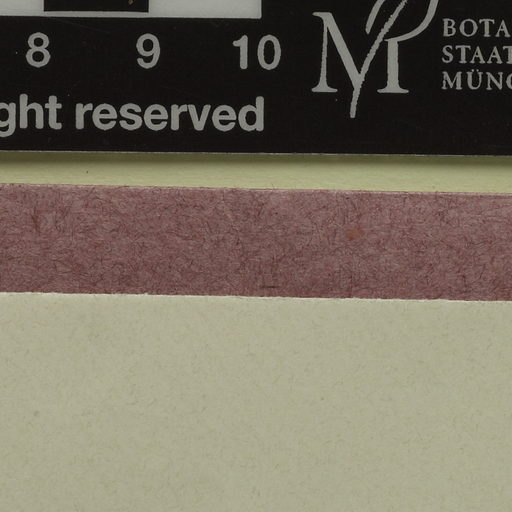 8 9 10
M
BOTA
STAAT
MÜNC
ght reserved